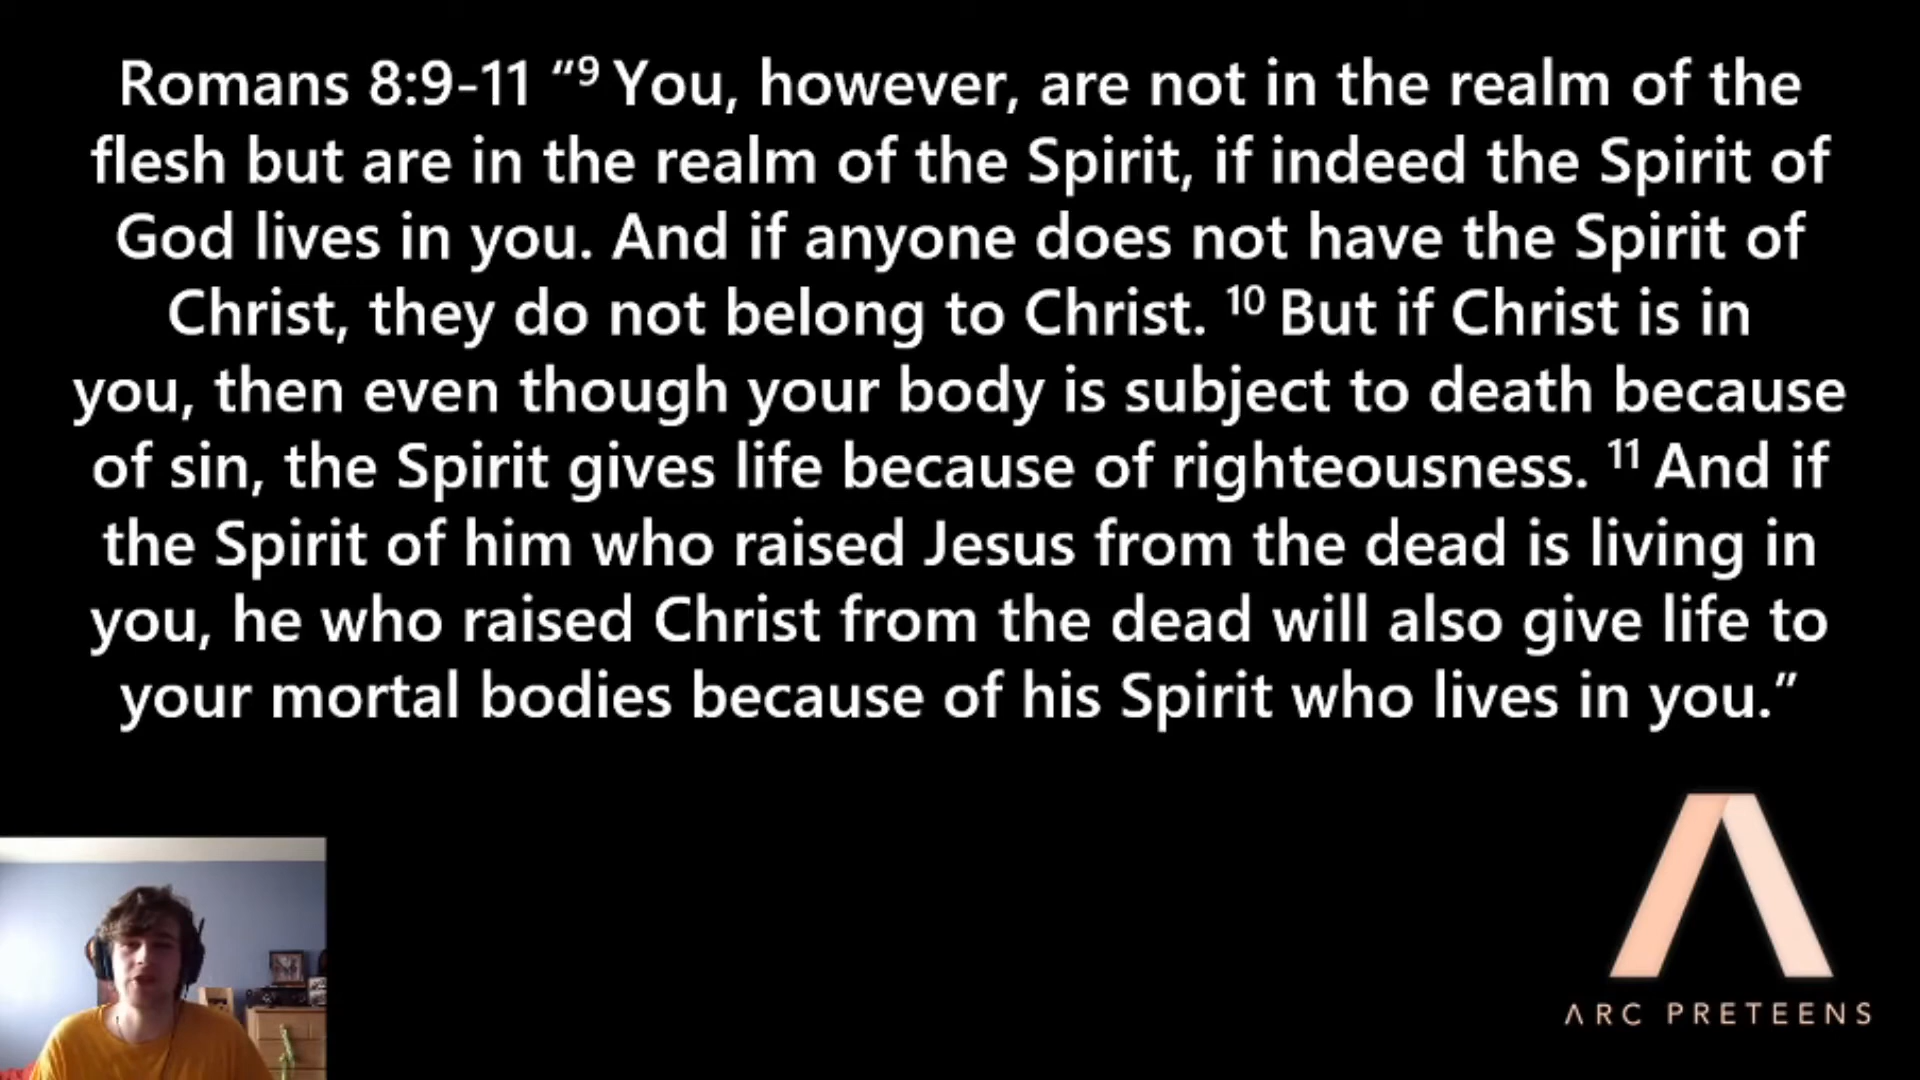 Romans 8:9-11 “⁹ You, however, are not in the realm of the
flesh but are in the realm of the Spirit, if indeed the Spirit of
God lives in you. And if anyone does not have the Spirit of
Christ, they do not belong to Christ. ¹⁰ But if Christ is in
you, then even though your body is subject to death because
of sin, the Spirit gives life because of righteousness. ¹¹ And if
the Spirit of him who raised Jesus from the dead is living in
you, he who raised Christ from the dead will also give life to
your mortal bodies because of his Spirit who lives in you.”
ΛRC PRETEENS